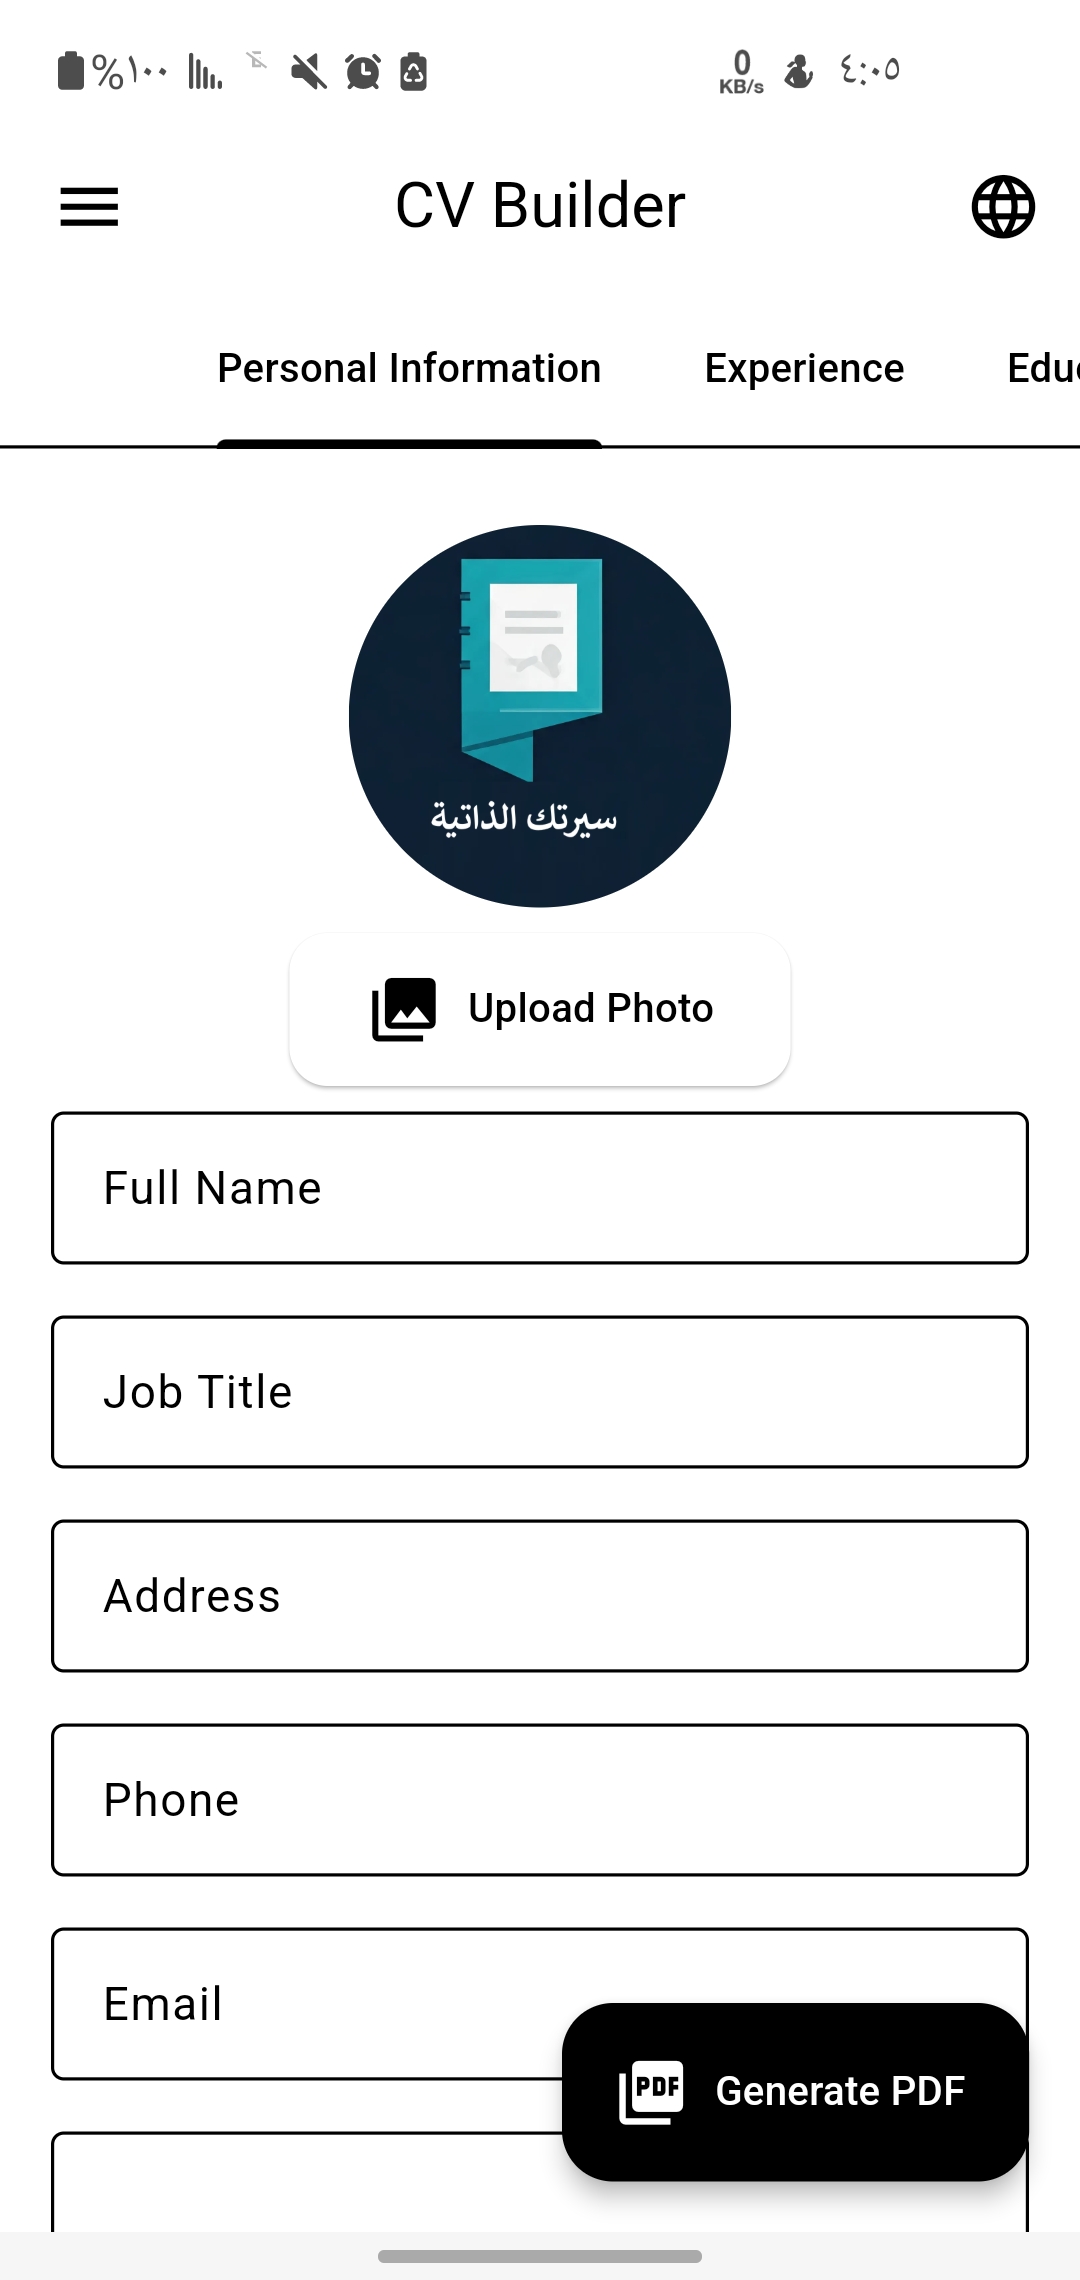 %١٠٠
0
KB/s
٤:٠٥
CV Builder
Personal Information
Experience
Edu
سيرتك الذاتية
Upload Photo
Full Name
Job Title
Address
Phone
Email
PDF
Generate PDF